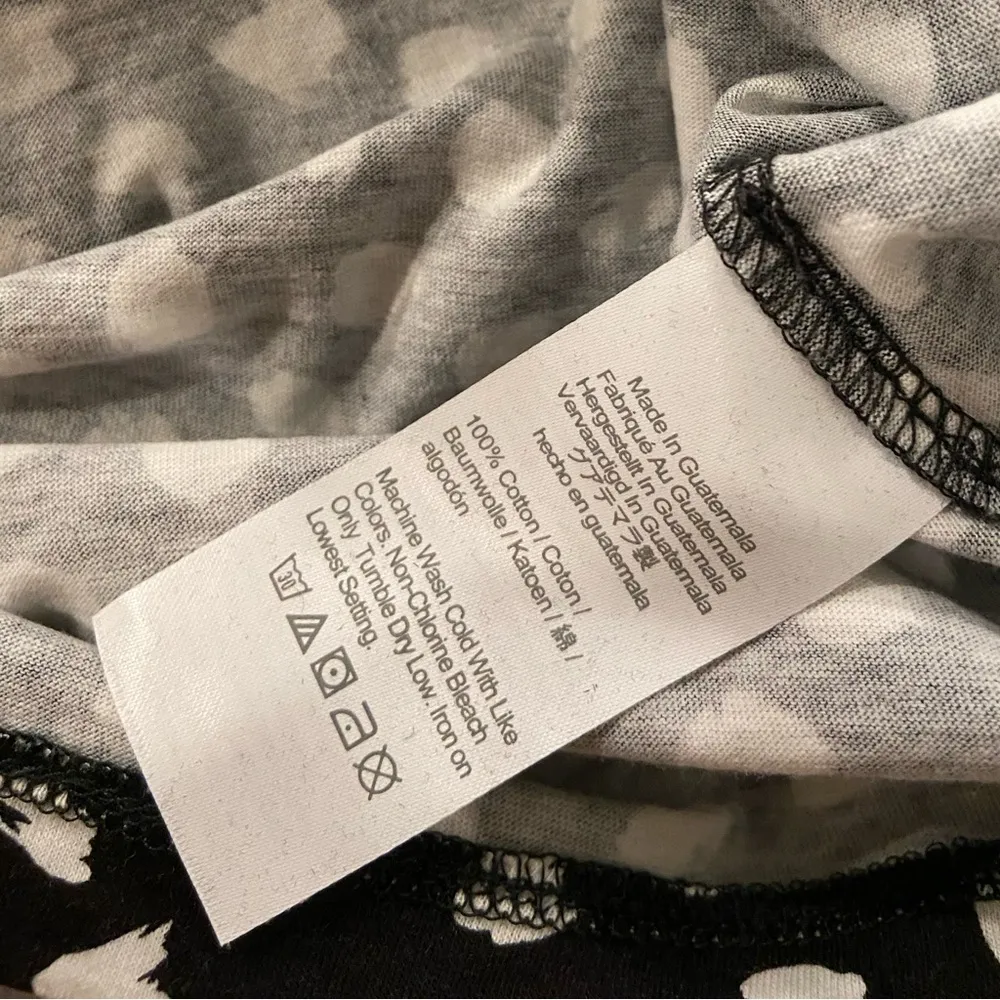 Made In Guatemala
Fabriqué Au Guatemala
Hergestellt In Guatemala
Vervaardigd In Guatemala
グアテマラ製
hecho en guatemala
100% Cotton / Coton /
Baumwolle / Katoen / 綿 /
algodón
Machine Wash Cold With Like
Colors. Non-Chlorine Bleach
Only. Tumble Dry Low. Iron on
Lowest Setting.
30